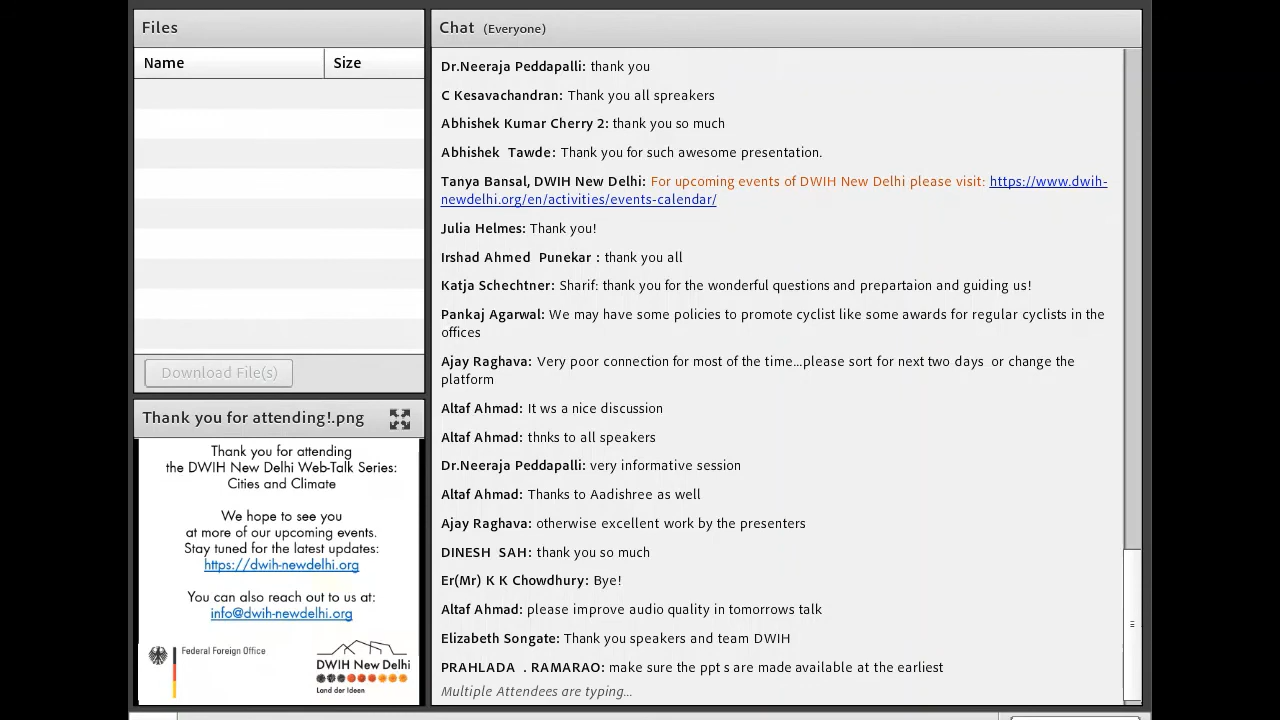 Files
Name Size
Download File(s)
Thank you for attending!.png
Thank you for attending
the DWIH New Delhi Web-Talk Series:
Cities and Climate
We hope to see you
at more of our upcoming events.
Stay tuned for the latest updates:
https://dwih-newdelhi.org
You can also reach out to us at:
info@dwih-newdelhi.org
Federal Foreign Office
DWIH New Delhi
Land der Ideen
Chat (Everyone)
Dr.Neeraja Peddapalli: thank you
C Kesavachandran: Thank you all spreakers
Abhishek Kumar Cherry 2: thank you so much
Abhishek Tawde: Thank you for such awesome presentation.
Tanya Bansal, DWIH New Delhi: For upcoming events of DWIH New Delhi please visit: https://www.dwih-
newdelhi.org/en/activities/events-calendar/
Julia Helmes: Thank you!
Irshad Ahmed Punekar : thank you all
Katja Schechtner: Sharif: thank you for the wonderful questions and prepartaion and guiding us!
Pankaj Agarwal: We may have some policies to promote cyclist like some awards for regular cyclists in the
offices
Ajay Raghava: Very poor connection for most of the time...please sort for next two days or change the
platform
Altaf Ahmad: It ws a nice discussion
Altaf Ahmad: thnks to all speakers
Dr.Neeraja Peddapalli: very informative session
Altaf Ahmad: Thanks to Aadishree as well
Ajay Raghava: otherwise excellent work by the presenters
DINESH SAH: thank you so much
Er(Mr) K K Chowdhury: Bye!
Altaf Ahmad: please improve audio quality in tomorrows talk
Elizabeth Songate: Thank you speakers and team DWIH
PRAHLADA . RAMARAO: make sure the ppt s are made available at the earliest
Multiple Attendees are typing...